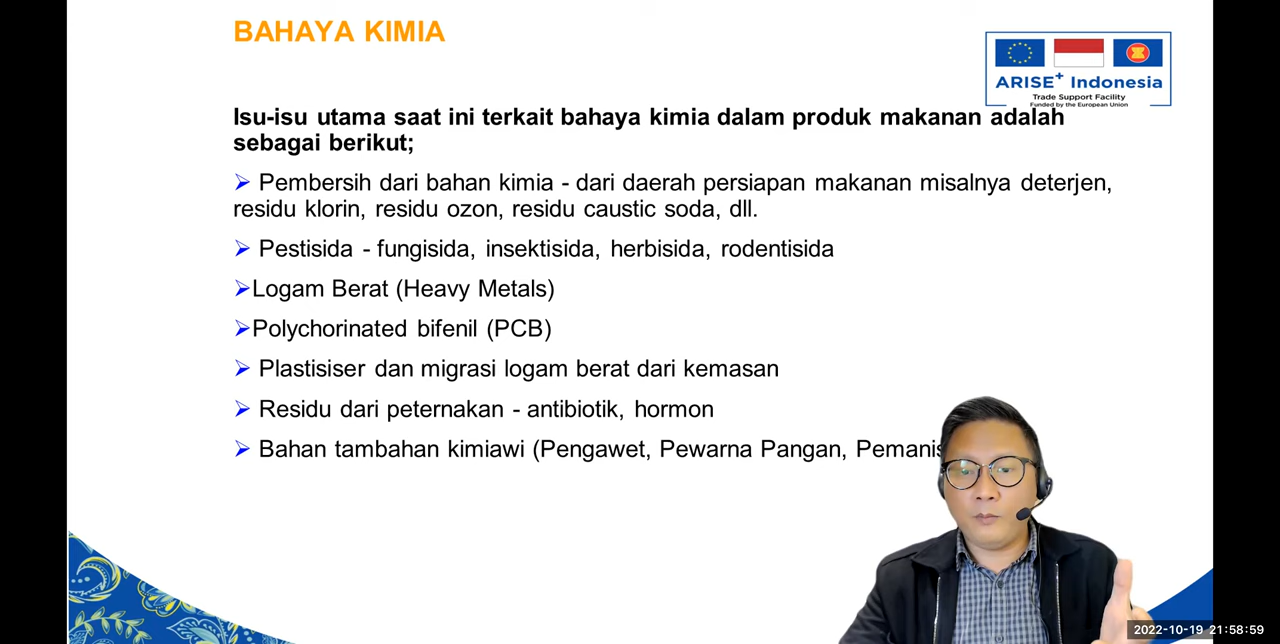 BAHAYA KIMIA
ARISE+ Indonesia
Trade Support Facility
Funded by the European Union
Isu-isu utama saat ini terkait bahaya kimia dalam produk makanan adalah
sebagai berikut;
➢ Pembersih dari bahan kimia - dari daerah persiapan makanan misalnya deterjen,
residu klorin, residu ozon, residu caustic soda, dll.
➢ Pestisida - fungisida, insektisida, herbisida, rodentisida
➢Logam Berat (Heavy Metals)
➢Polychorinated bifenil (PCB)
➢ Plastisiser dan migrasi logam berat dari kemasan
➢ Residu dari peternakan - antibiotik, hormon
➢ Bahan tambahan kimiawi (Pengawet, Pewarna Pangan, Pemanis
2022-10-19 21:58:59